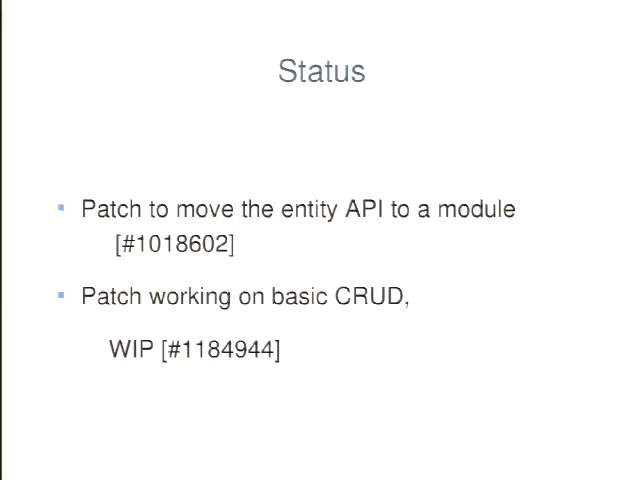 Status
Patch to move the entity API to a module
[#1018602]
Patch working on basic CRUD,
WIP [#1184944]